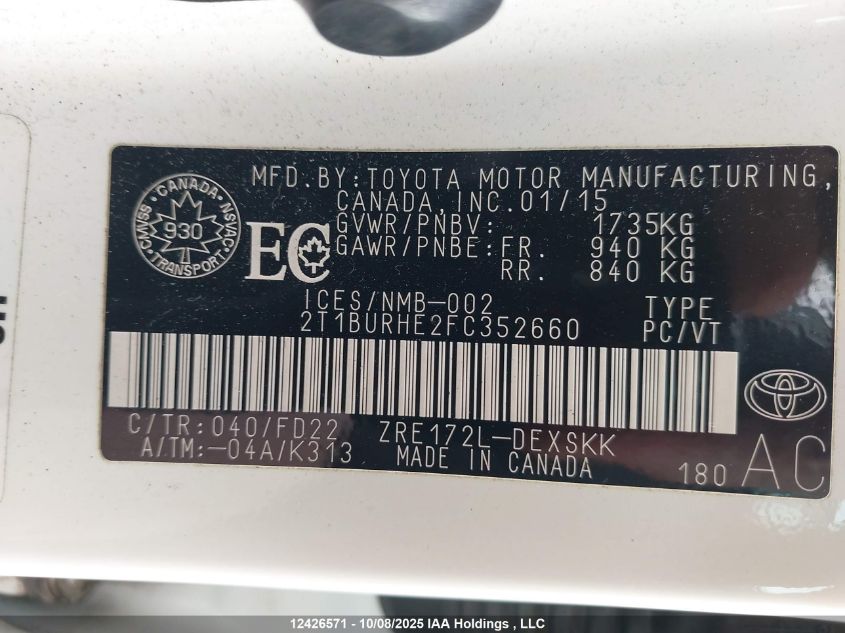 MFD.BY:TOYOTA MOTOR MANUFACTURING,
CANADA, INC.01/15
GVWR/PNBV: 1735KG
GAWR/PNBE:FR. 940 KG
RR. 840 KG
CANADA
CMVSS
NSVAC
930
TRANSPORT
EC
ICES/NMB-002
TYPE
2T1BURHE2FC352660
PC/VT
C/TR:040/FD22 ZRE172L-DEXSKK
A/TM:-04A/K313 MADE IN CANADA
180 AC
12426571 - 10/08/2025 IAA Holdings , LLC